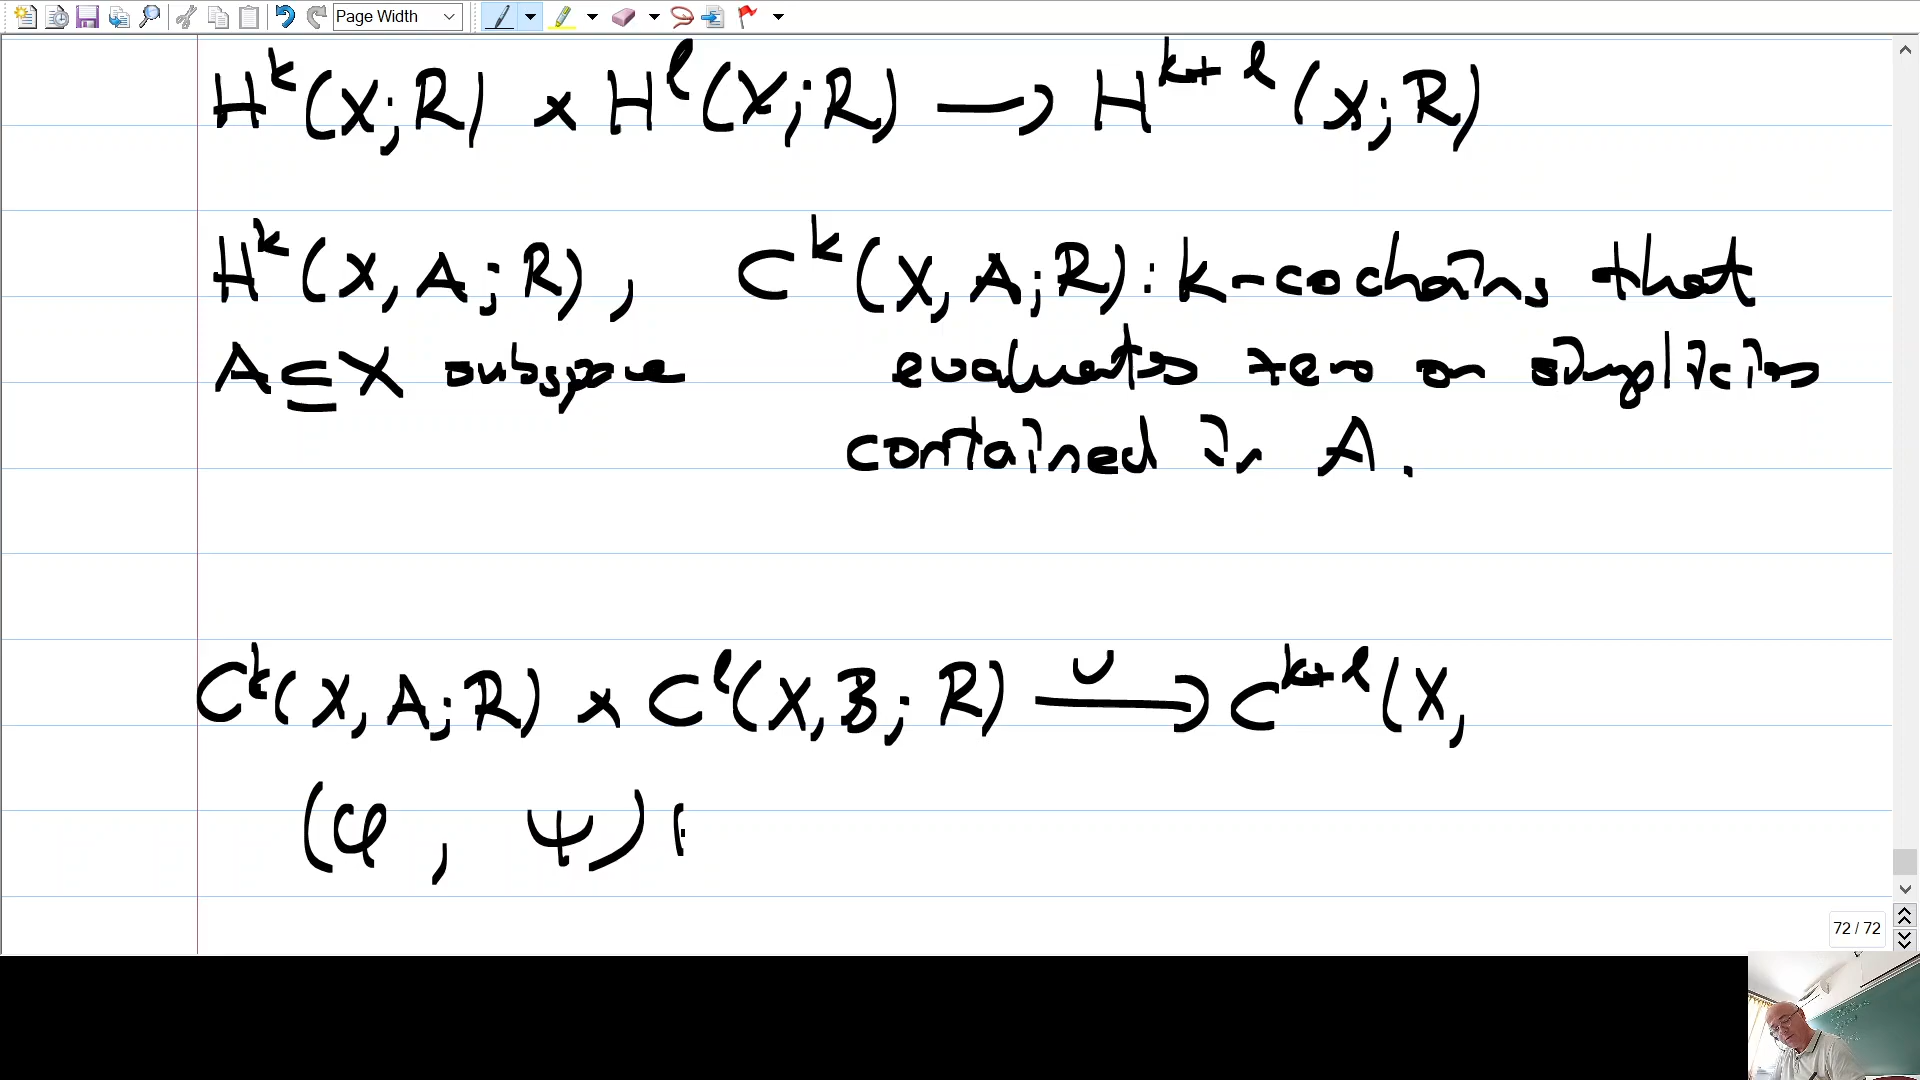 Page Width
H^k(X;R) × H^l(X;R) ⟶ H^{k+l}(X;R)
H^k(X,A;R), C^k(X,A;R): k-cochains that
A ⊆ X subspace evaluates zero on simplicies
contained in A.
C^k(X,A;R) × C^l(X,B;R) ⟶^∪ C^{k+l}(X,
(φ, ψ) ⊢
72 / 72